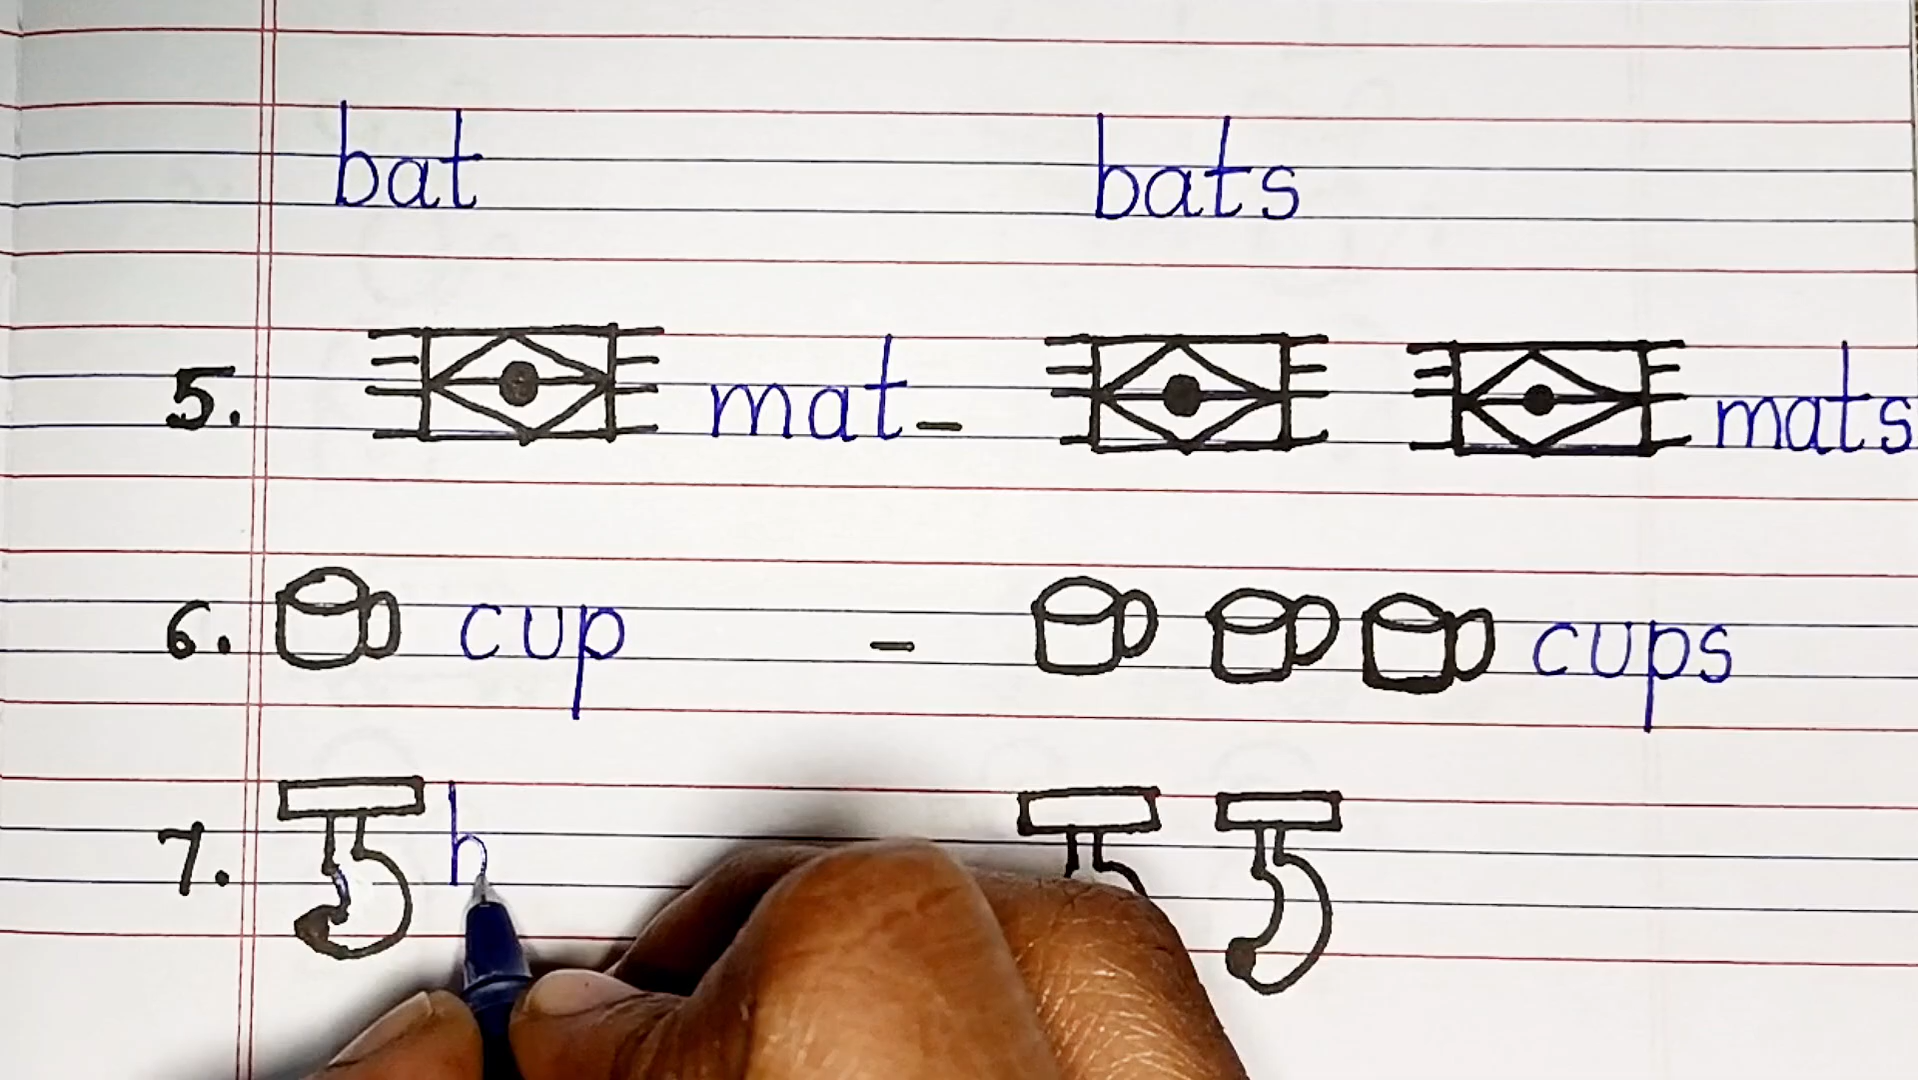 bat bats
5. mat - mats
6. cup - cups
7. h